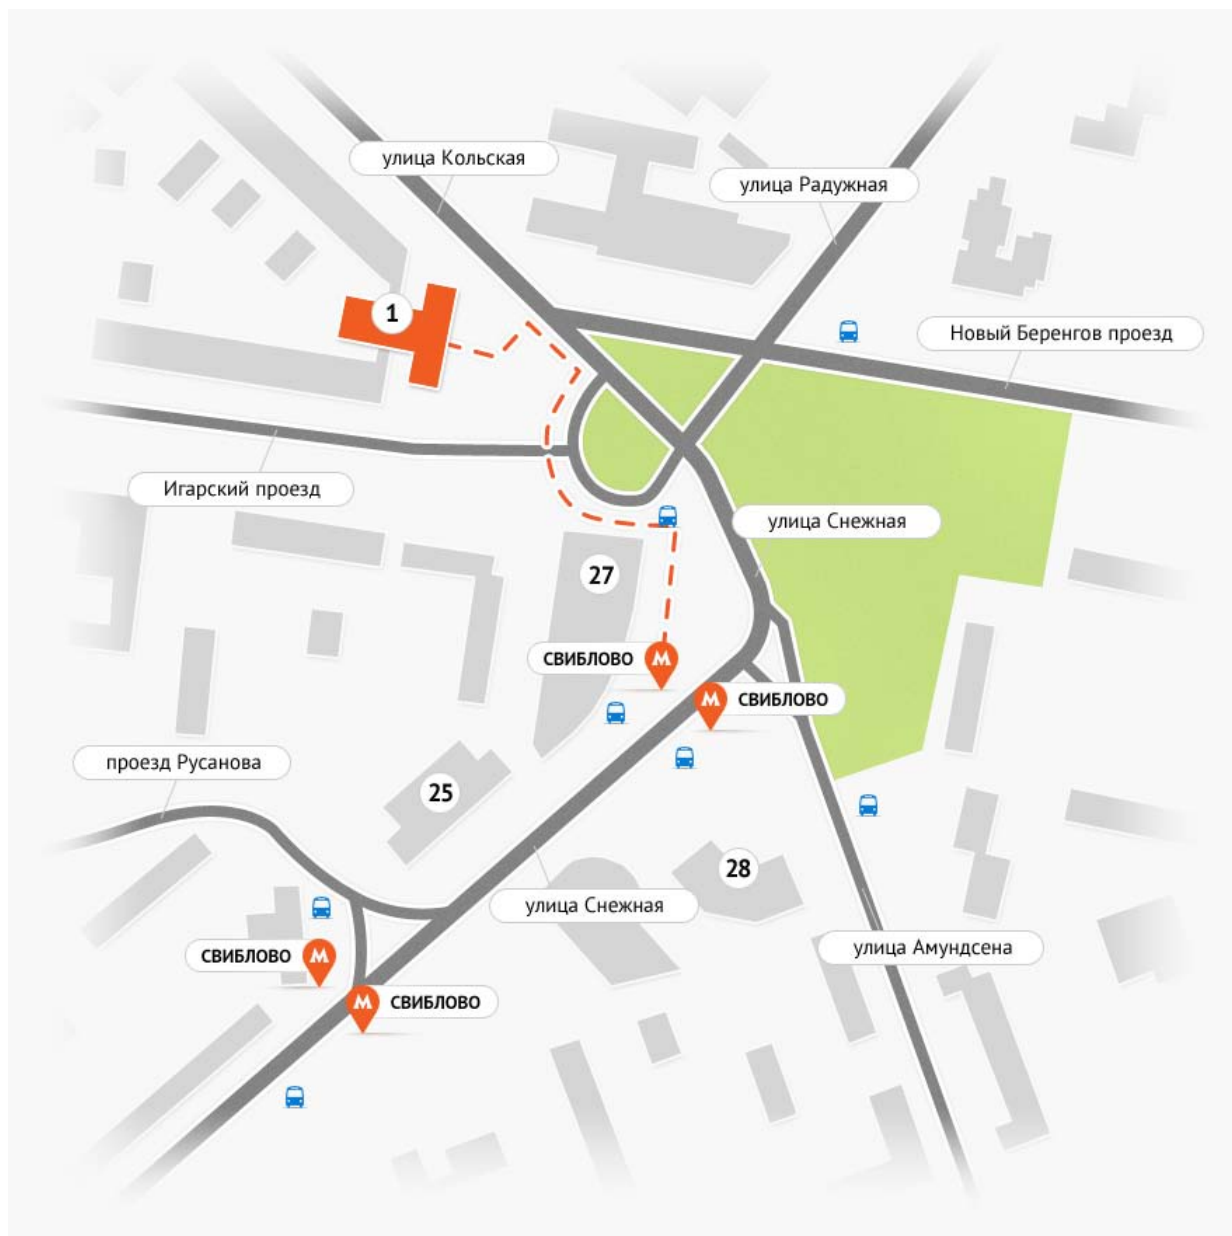 улица Кольская
улица Радужная
1
Новый Беренгов проезд
Игарский проезд
улица Снежная
27
СВИБЛОВО М
М СВИБЛОВО
проезд Русанова
25
28
улица Снежная
улица Амундсена
СВИБЛОВО М
М СВИБЛОВО